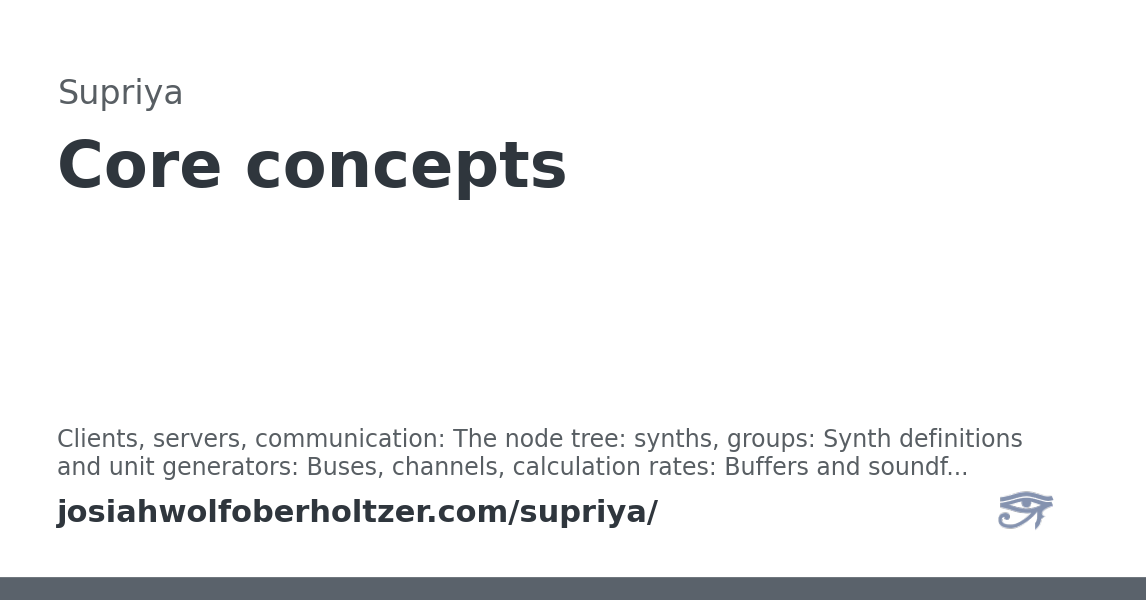 Supriya
Core concepts
Clients, servers, communication: The node tree: synths, groups: Synth definitions
and unit generators: Buses, channels, calculation rates: Buffers and soundf...
josiahwolfoberholtzer.com/supriya/